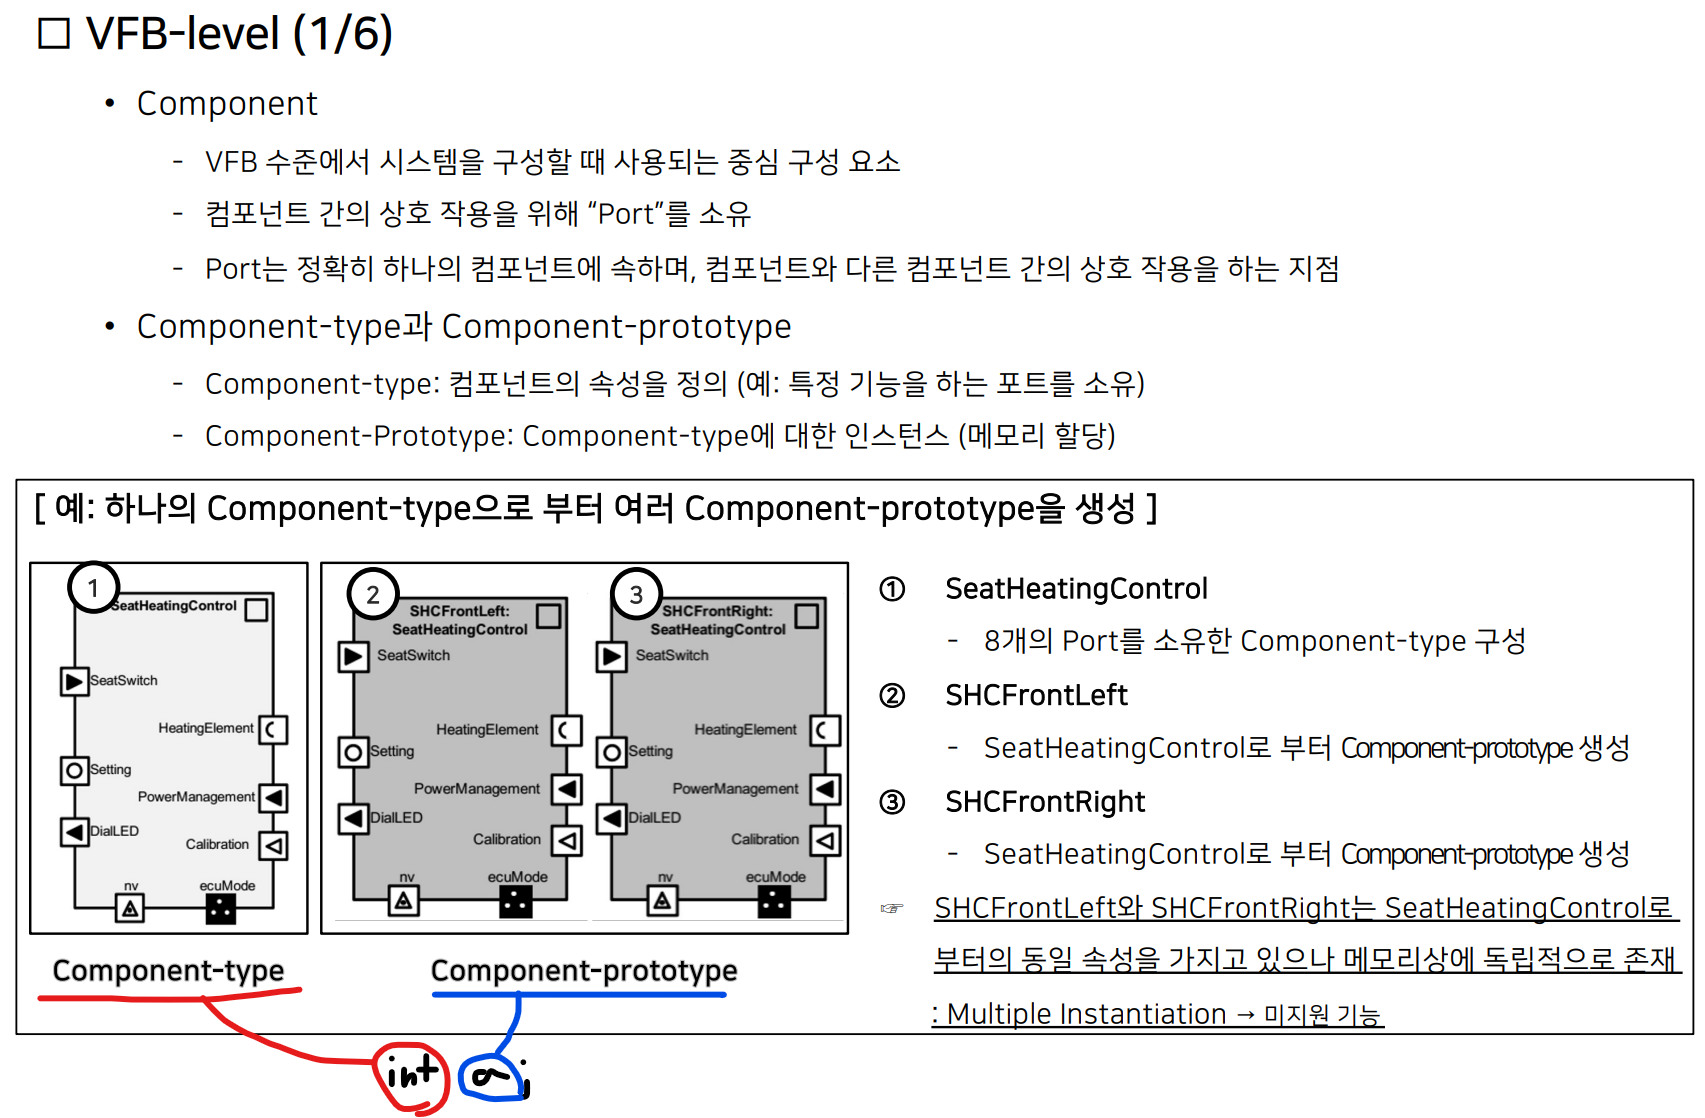 □ VFB-level (1/6)
• Component
- VFB 수준에서 시스템을 구성할 때 사용되는 중심 구성 요소
- 컴포넌트 간의 상호 작용을 위해 “Port”를 소유
- Port는 정확히 하나의 컴포넌트에 속하며, 컴포넌트와 다른 컴포넌트 간의 상호 작용을 하는 지점
• Component-type과 Component-prototype
- Component-type: 컴포넌트의 속성을 정의 (예: 특정 기능을 하는 포트를 소유)
- Component-Prototype: Component-type에 대한 인스턴스 (메모리 할당)
[ 예: 하나의 Component-type으로 부터 여러 Component-prototype을 생성 ]
1
SeatHeatingControl
SeatSwitch
HeatingElement
Setting
PowerManagement
DialLED
Calibration
nv
ecuMode
2
SHCFrontLeft:
SeatHeatingControl
SeatSwitch
HeatingElement
Setting
PowerManagement
DialLED
Calibration
nv
ecuMode
3
SHCFrontRight:
SeatHeatingControl
SeatSwitch
HeatingElement
Setting
PowerManagement
DialLED
Calibration
nv
ecuMode
Component-type
Component-prototype
① SeatHeatingControl
- 8개의 Port를 소유한 Component-type 구성
② SHCFrontLeft
- SeatHeatingControl로 부터 Component-prototype 생성
③ SHCFrontRight
- SeatHeatingControl로 부터 Component-prototype 생성
☞ SHCFrontLeft와 SHCFrontRight는 SeatHeatingControl로
부터의 동일 속성을 가지고 있으나 메모리상에 독립적으로 존재
: Multiple Instantiation → 미지원 기능
int a;